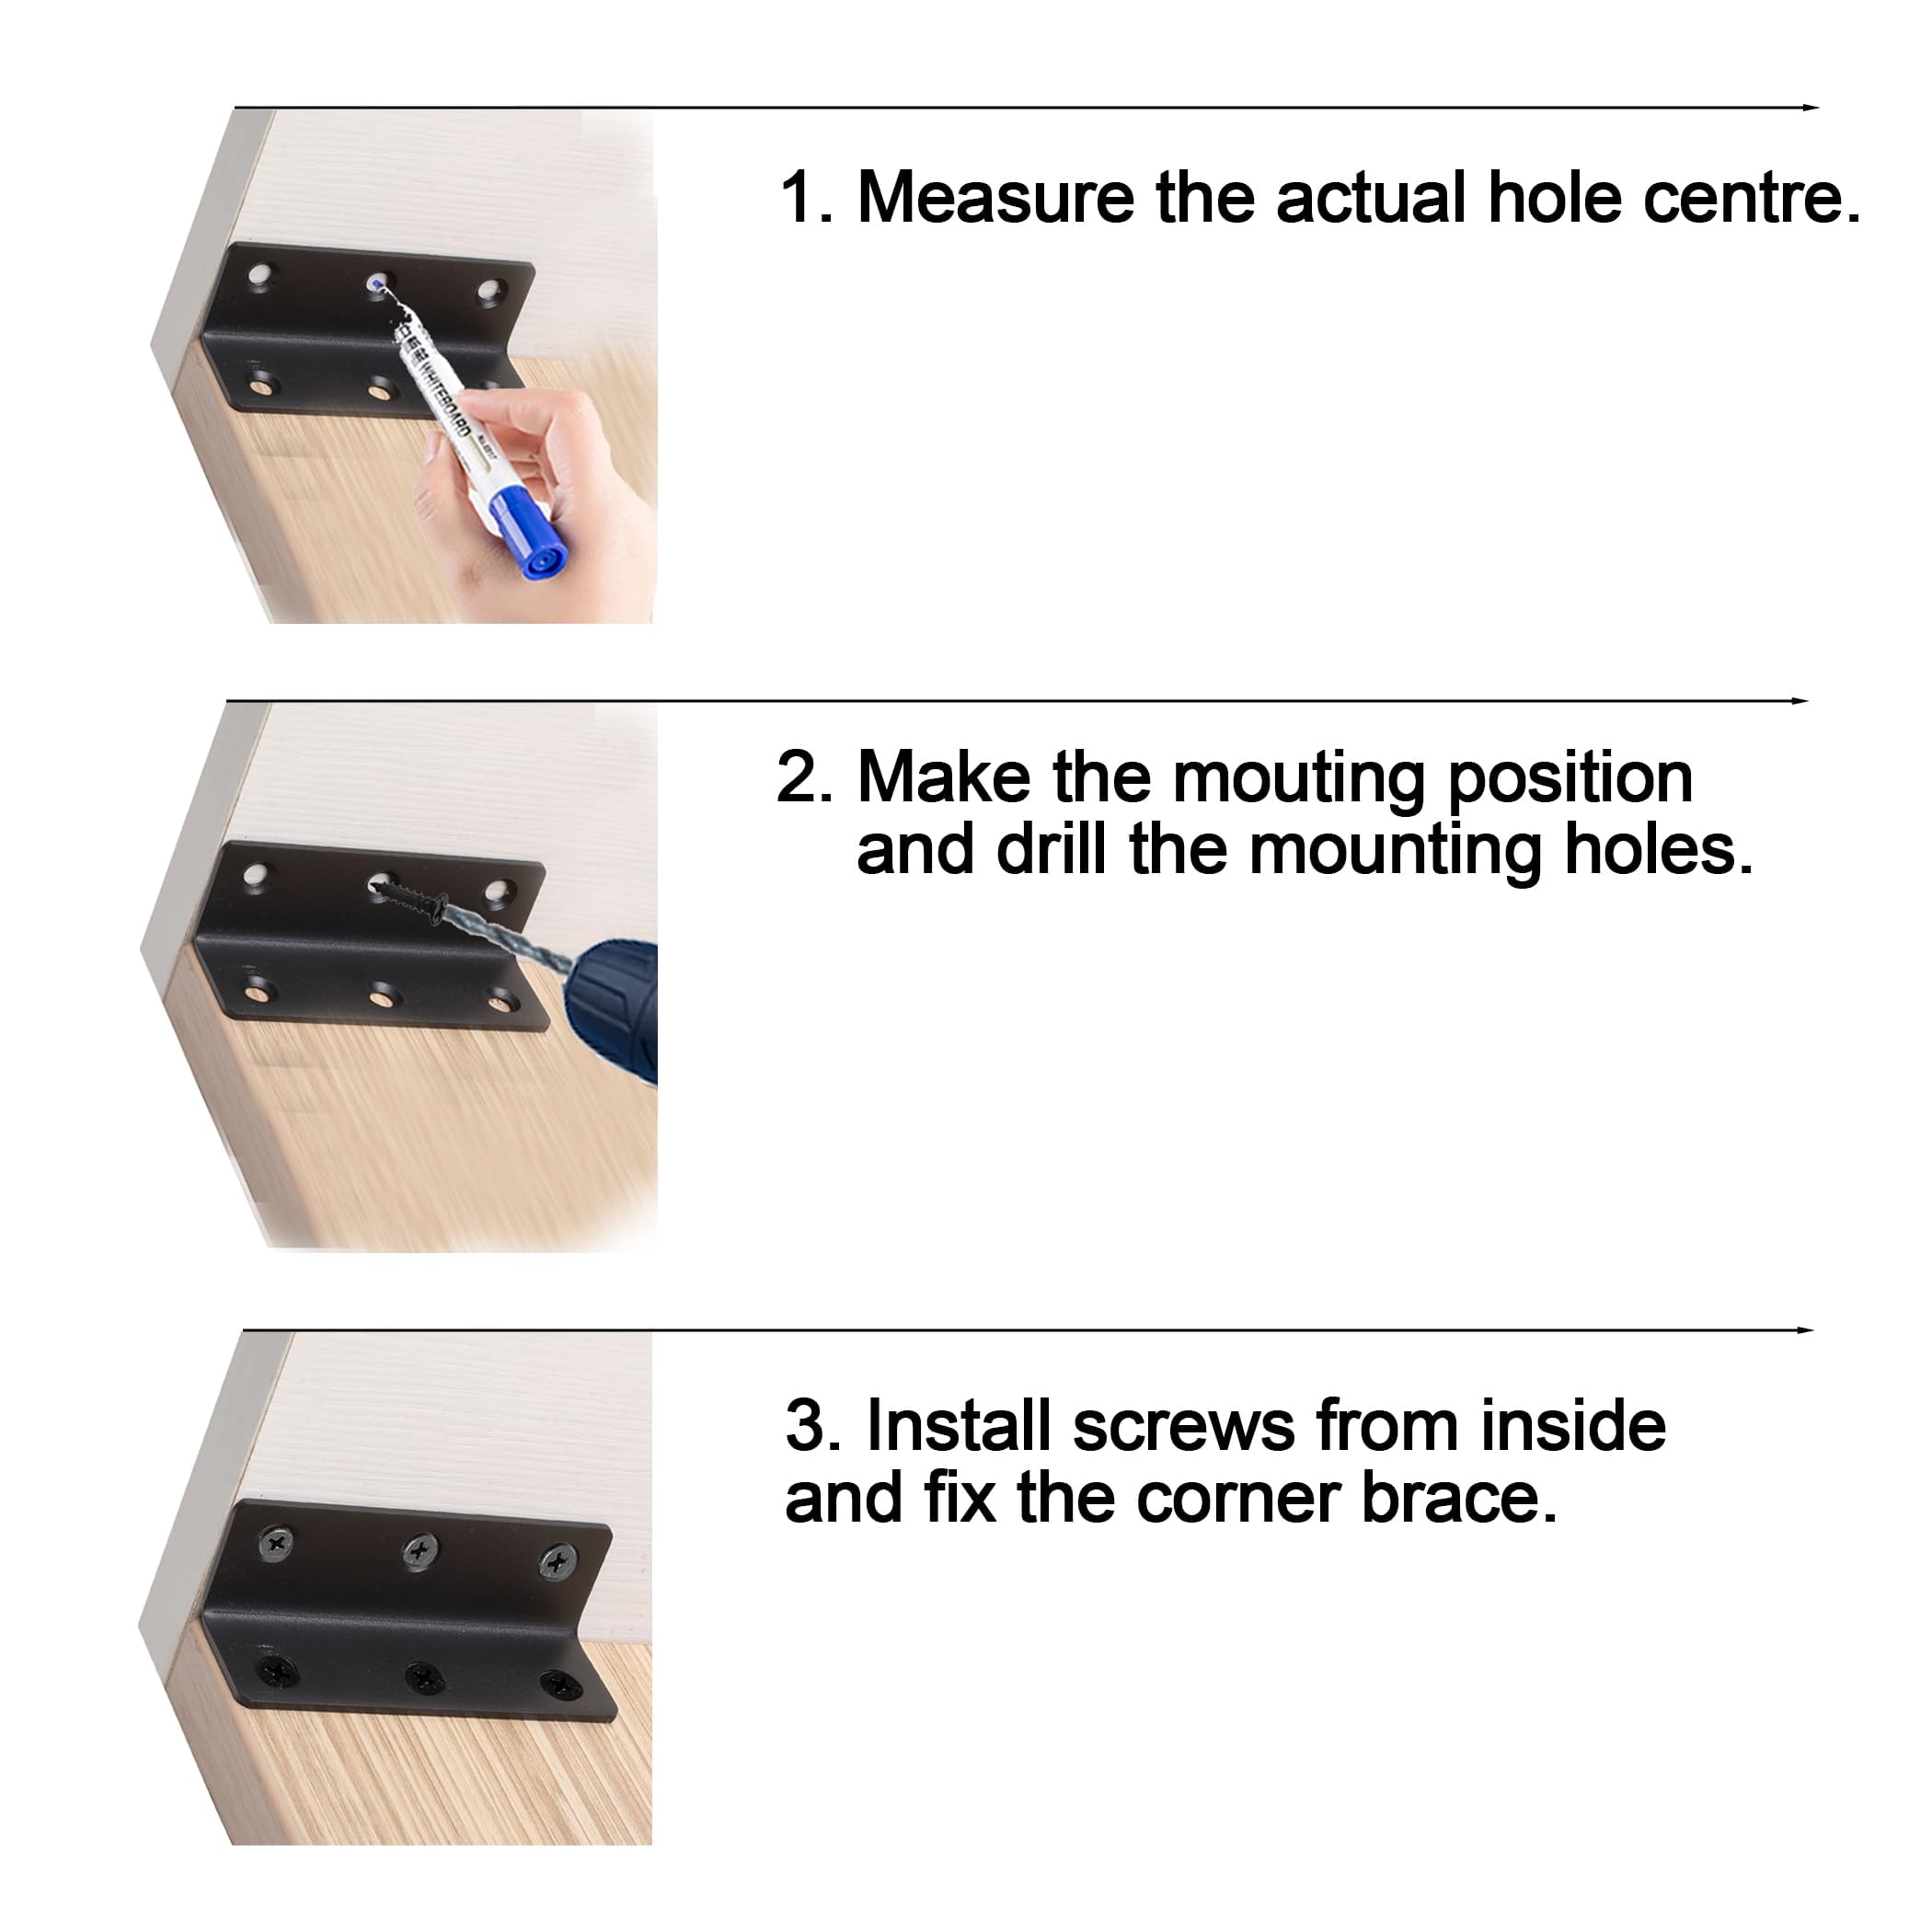 1. Measure the actual hole centre.
WHITEBOARD
2. Make the mouting position
and drill the mounting holes.
3. Install screws from inside
and fix the corner brace.